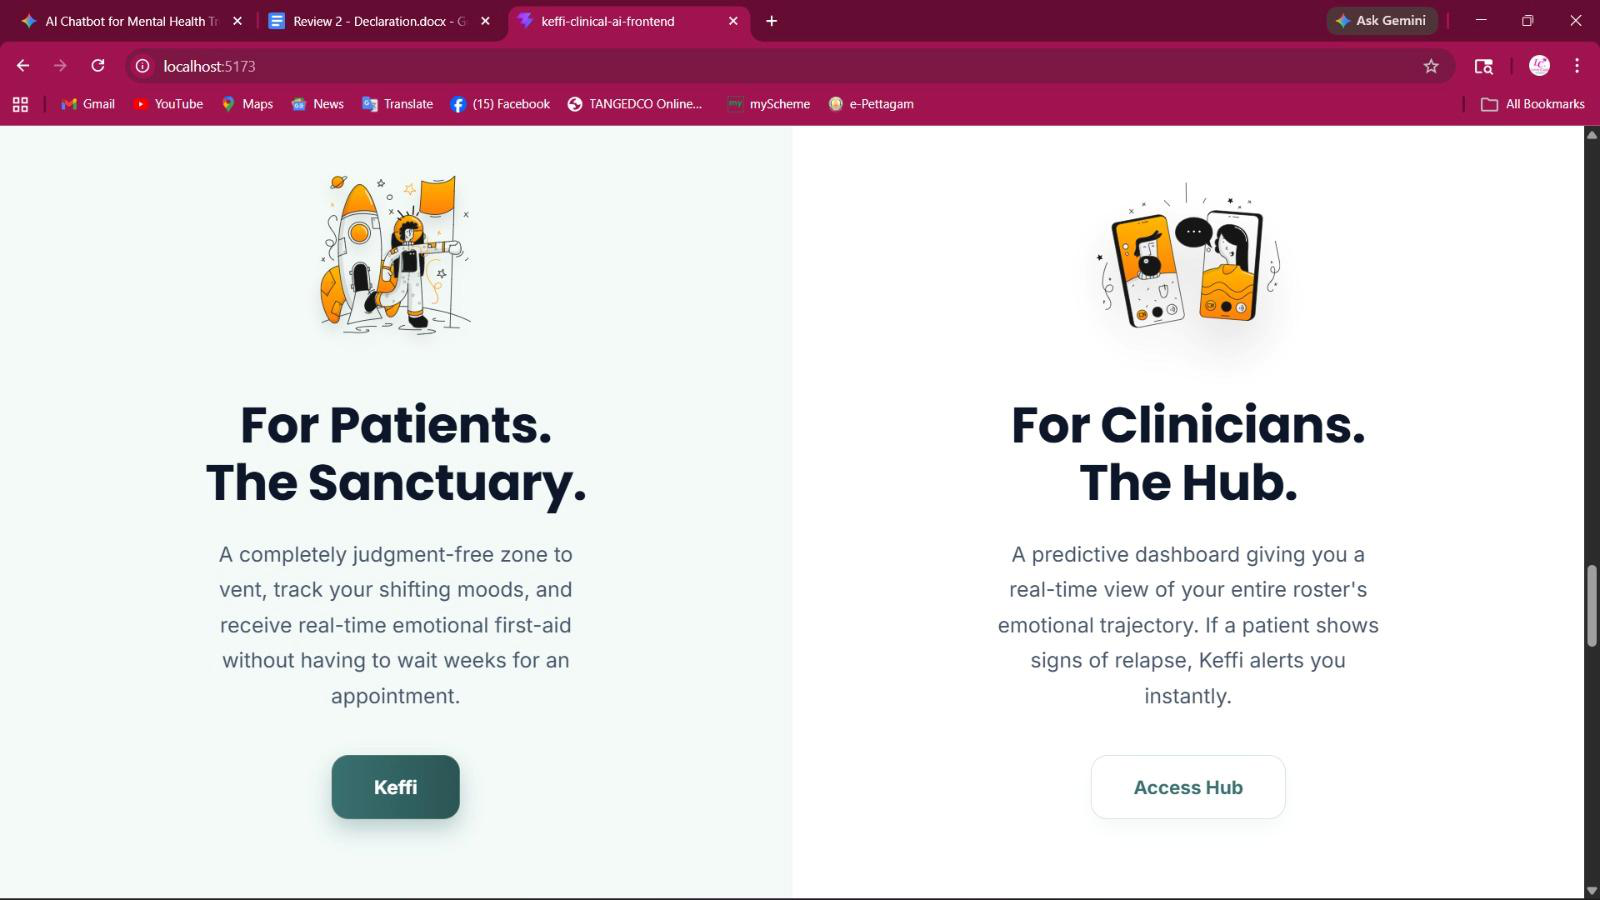 AI Chatbot for Mental Health Tr
Review 2 - Declaration.docx - G
keffi-clinical-ai-frontend
Ask Gemini
localhost:5173
Gmail
YouTube
Maps
News
Translate
(15) Facebook
TANGEDCO Online...
my
myScheme
e-Pettagam
All Bookmarks
For Patients.
The Sanctuary.
A completely judgment-free zone to
vent, track your shifting moods, and
receive real-time emotional first-aid
without having to wait weeks for an
appointment.
Keffi
For Clinicians.
The Hub.
A predictive dashboard giving you a
real-time view of your entire roster's
emotional trajectory. If a patient shows
signs of relapse, Keffi alerts you
instantly.
Access Hub